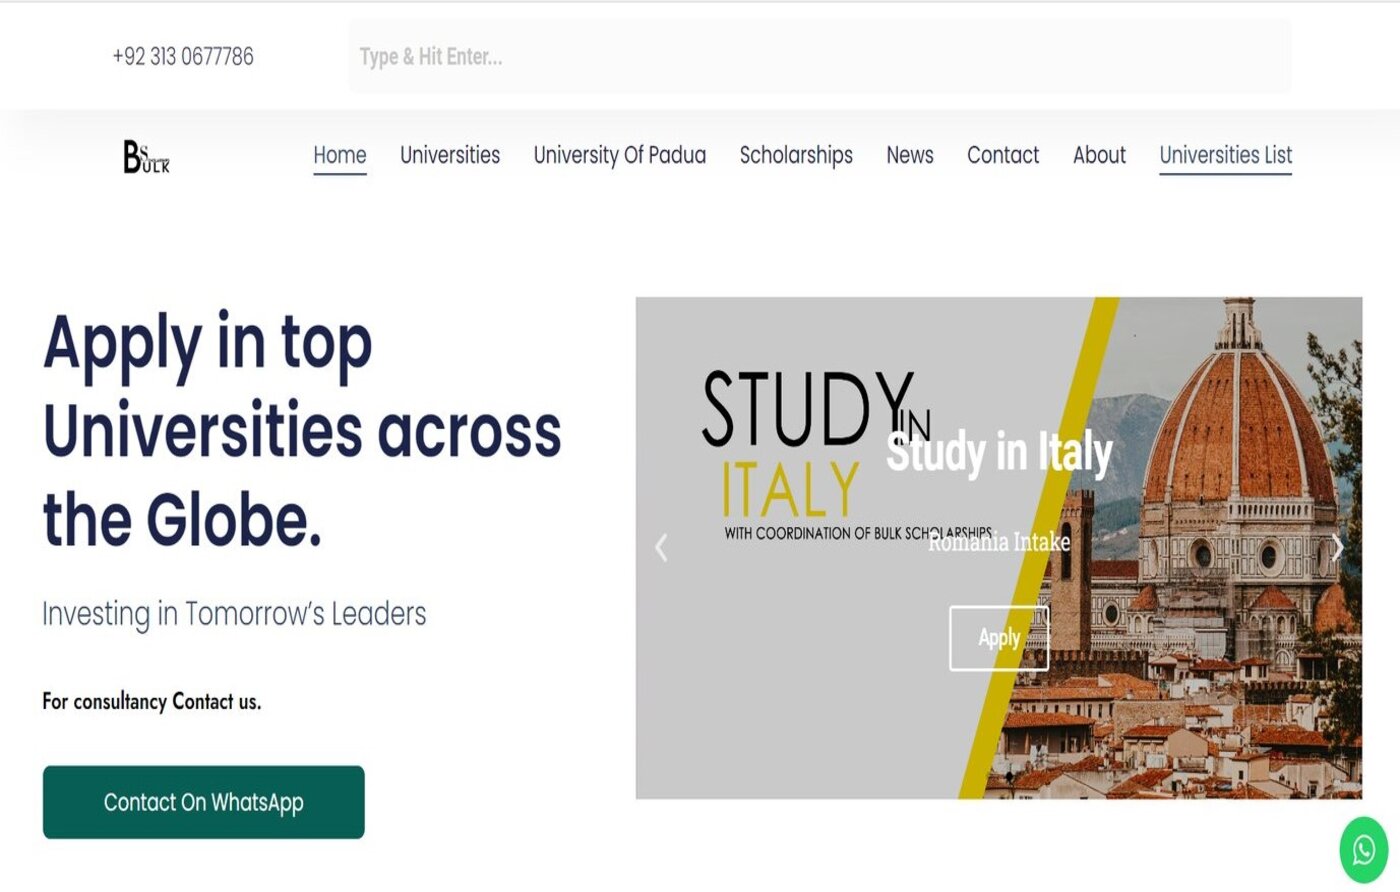 +92 313 0677786
Type & Hit Enter...
BS
ULK
Home Universities University Of Padua Scholarships News Contact About Universities List
Apply in top
Universities across
the Globe.
Investing in Tomorrow's Leaders
For consultancy Contact us.
Contact On WhatsApp
STUDY IN
ITALY
WITH COORDINATION OF BULK SCHOLARSHIPS
Study in Italy
Romania Intake
Apply